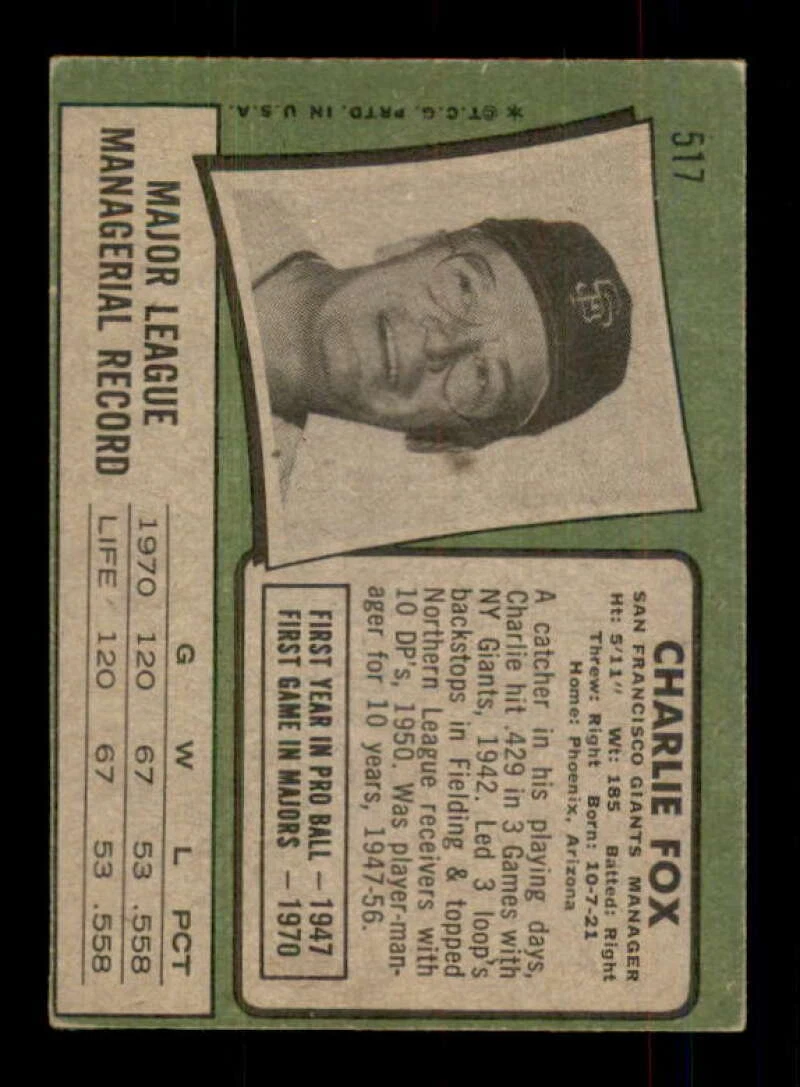 517
CHARLIE FOX
SAN FRANCISCO GIANTS MANAGER
Ht: 5'11" Wt: 185 Batted: Right
Threw: Right Born: 10-7-21
Home: Phoenix, Arizona
A catcher in his playing days,
Charlie hit .429 in 3 Games with
NY Giants, 1942. Led 3 loop's
backstops in Fielding & topped
Northern League receivers with
10 DP's, 1950. Was player-man-
ager for 10 years, 1947-56.
FIRST YEAR IN PRO BALL — 1947
FIRST GAME IN MAJORS — 1970
SF
*©T.C.G. PRTD. IN U.S.A.
MAJOR LEAGUE
MANAGERIAL RECORD
G W L PCT
1970 120 67 53 .558
LIFE 120 67 53 .558